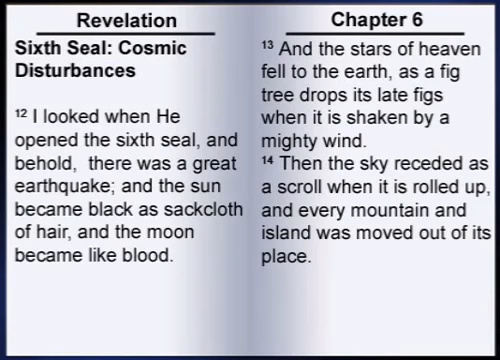 Revelation
Sixth Seal: Cosmic
Disturbances
12 I looked when He
opened the sixth seal, and
behold, there was a great
earthquake; and the sun
became black as sackcloth
of hair, and the moon
became like blood.
Chapter 6
13 And the stars of heaven
fell to the earth, as a fig
tree drops its late figs
when it is shaken by a
mighty wind.
14 Then the sky receded as
a scroll when it is rolled up,
and every mountain and
island was moved out of its
place.